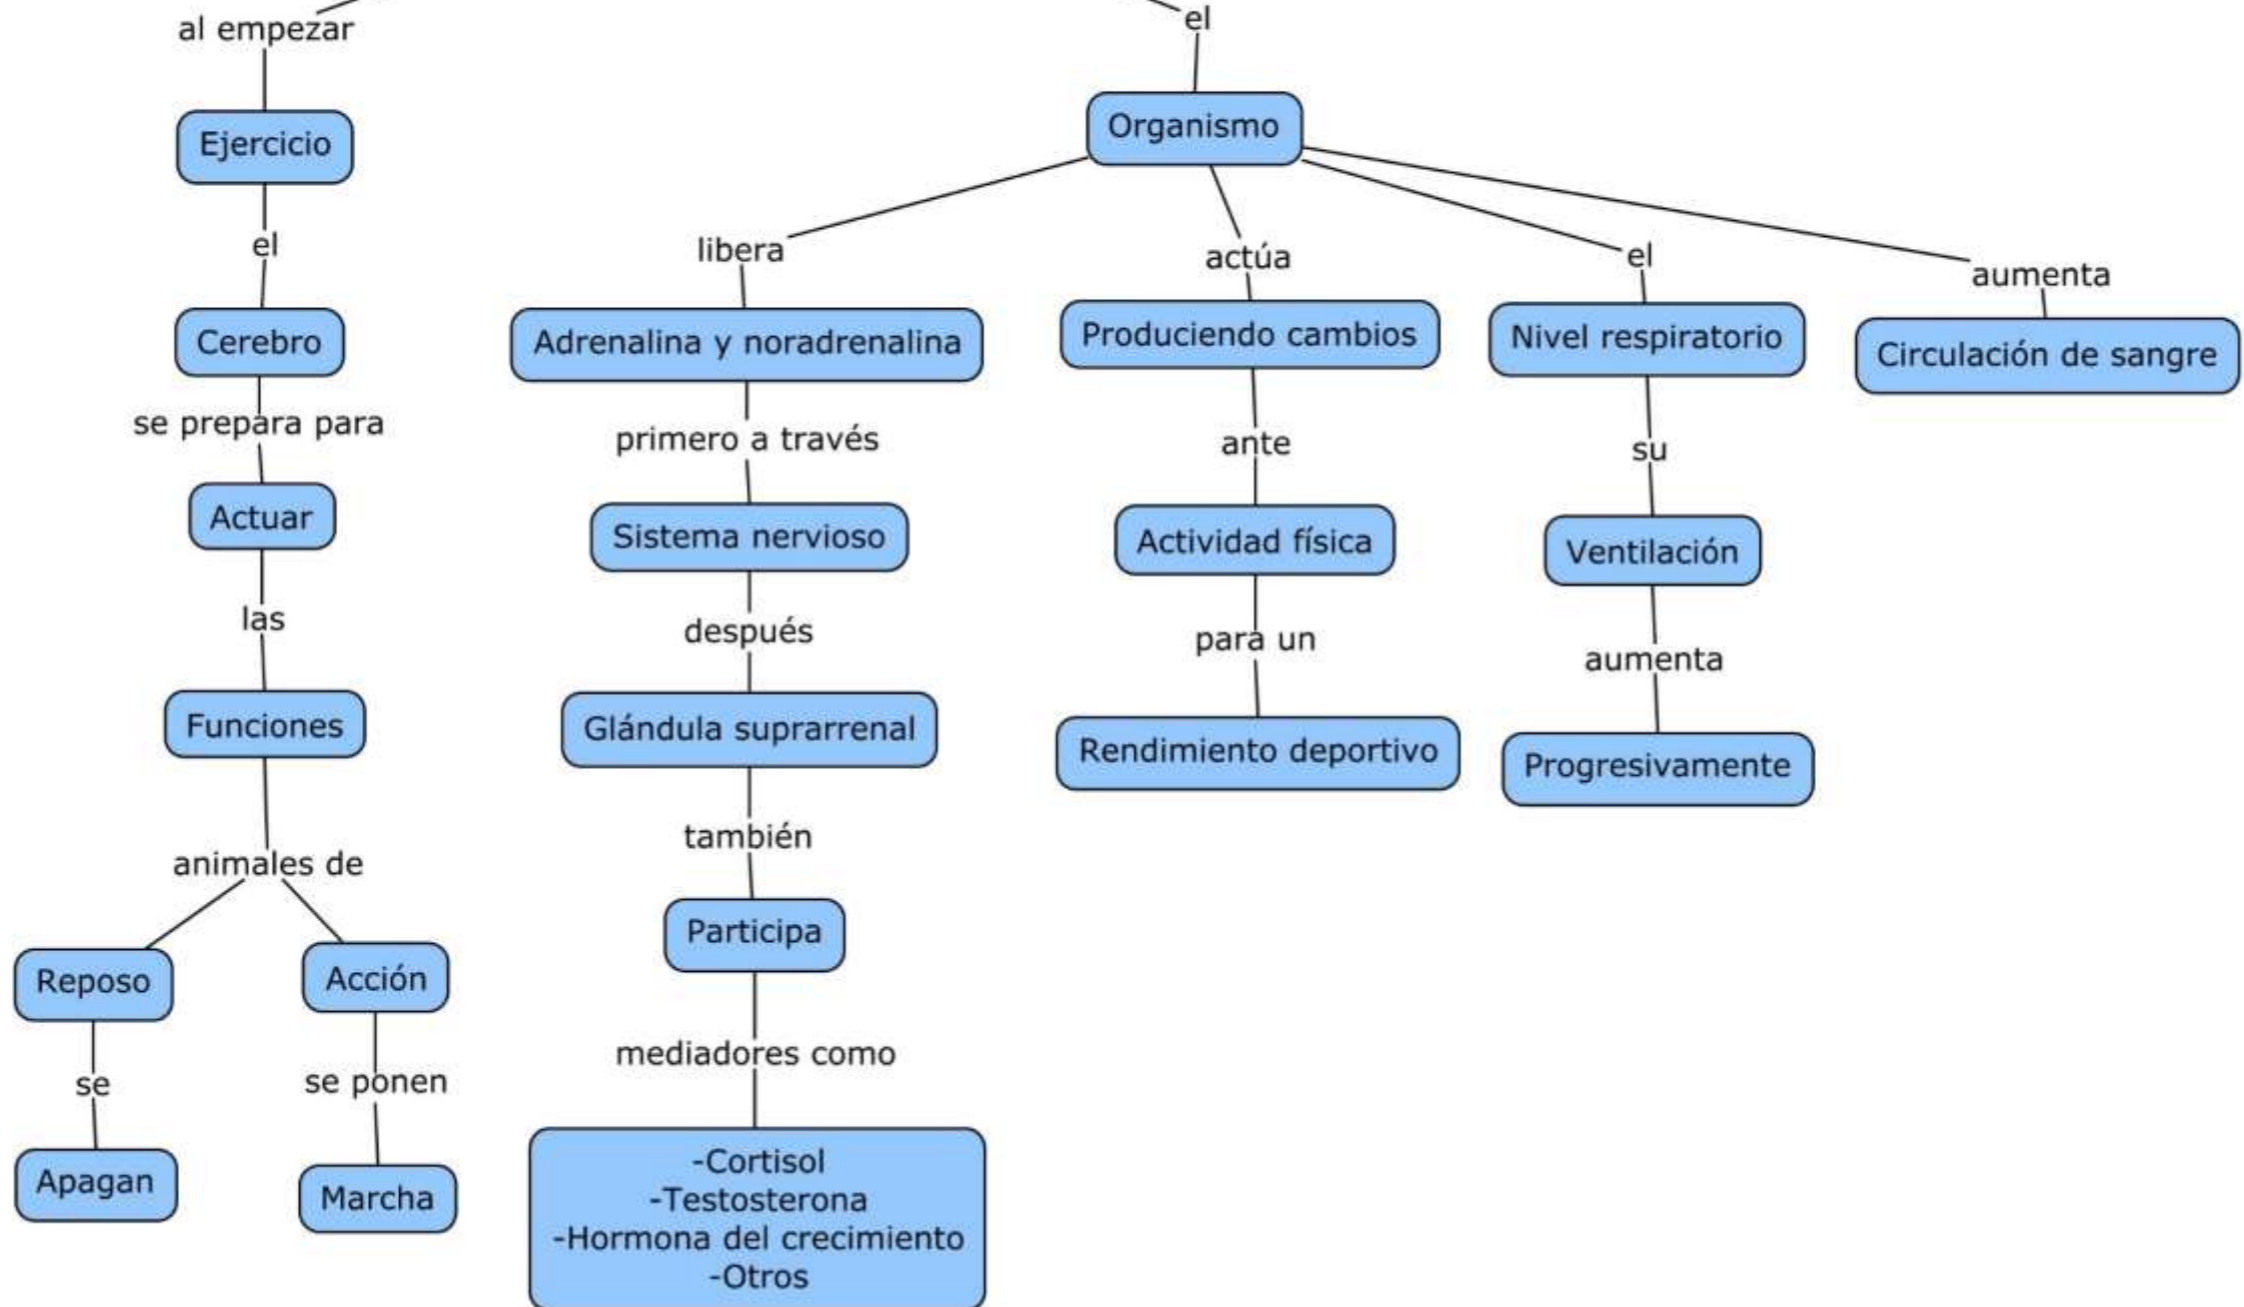 al empezar
Ejercicio
el
Cerebro
se prepara para
Actuar
las
Funciones
animales de
Reposo
se
Apagan
Acción
se ponen
Marcha
el
Organismo
libera
Adrenalina y noradrenalina
primero a través
Sistema nervioso
después
Glándula suprarrenal
también
Participa
mediadores como
-Cortisol
-Testosterona
-Hormona del crecimiento
-Otros
actúa
Produciendo cambios
ante
Actividad física
para un
Rendimiento deportivo
el
Nivel respiratorio
su
Ventilación
aumenta
Progresivamente
aumenta
Circulación de sangre